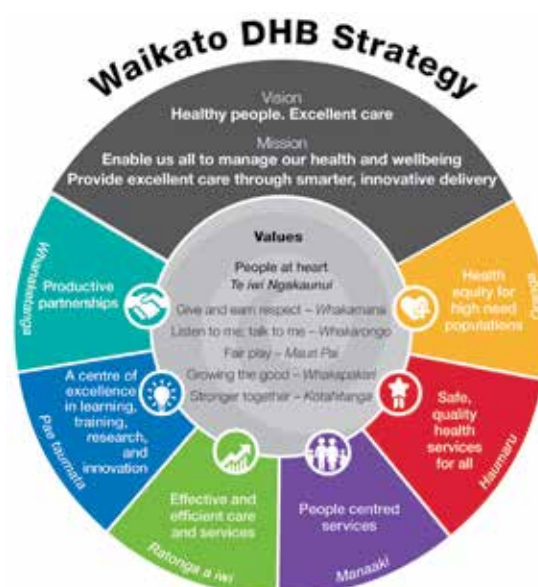 Waikato DHB Strategy
Vision
Healthy people. Excellent care
Mission
Enable us all to manage our health and wellbeing
Provide excellent care through smarter, innovative delivery
Values
People at heart
Te iwi Ngakaunui
Give and earn respect – Whakamana
Listen to me; talk to me – Whakarongo
Fair play – Mauri Pai
Growing the good – Whakapakari
Stronger together – Kotahitanga
Oranga
Health
equity for
high need
populations
Haumaru
Safe,
quality
health
services
for all
Manaaki
People centred
services
Ratonga a iwi
Effective and
efficient care
and services
Pae taumata
A centre of
excellence
in learning,
training,
research,
and
innovation
Whanaketanga
Productive
partnerships